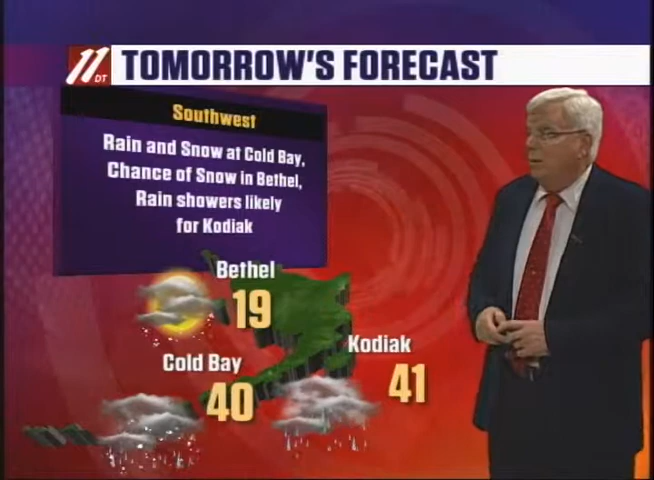 11 DT
TOMORROW'S FORECAST
Southwest
Rain and Snow at Cold Bay,
Chance of Snow in Bethel,
Rain showers likely
for Kodiak
Bethel
19
Kodiak
41
Cold Bay
40